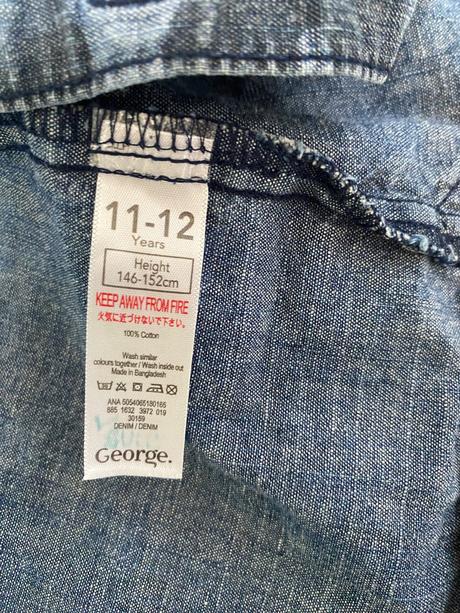 11-12
Years
Height
146-152cm
KEEP AWAY FROM FIRE
火気に近づけないで下さい。
100% Cotton
Wash similar
colours together / Wash inside out
Made in Bangladesh
ANA 5054065180166
885 1632 3972 019
30159
DENIM / DENIM
George.